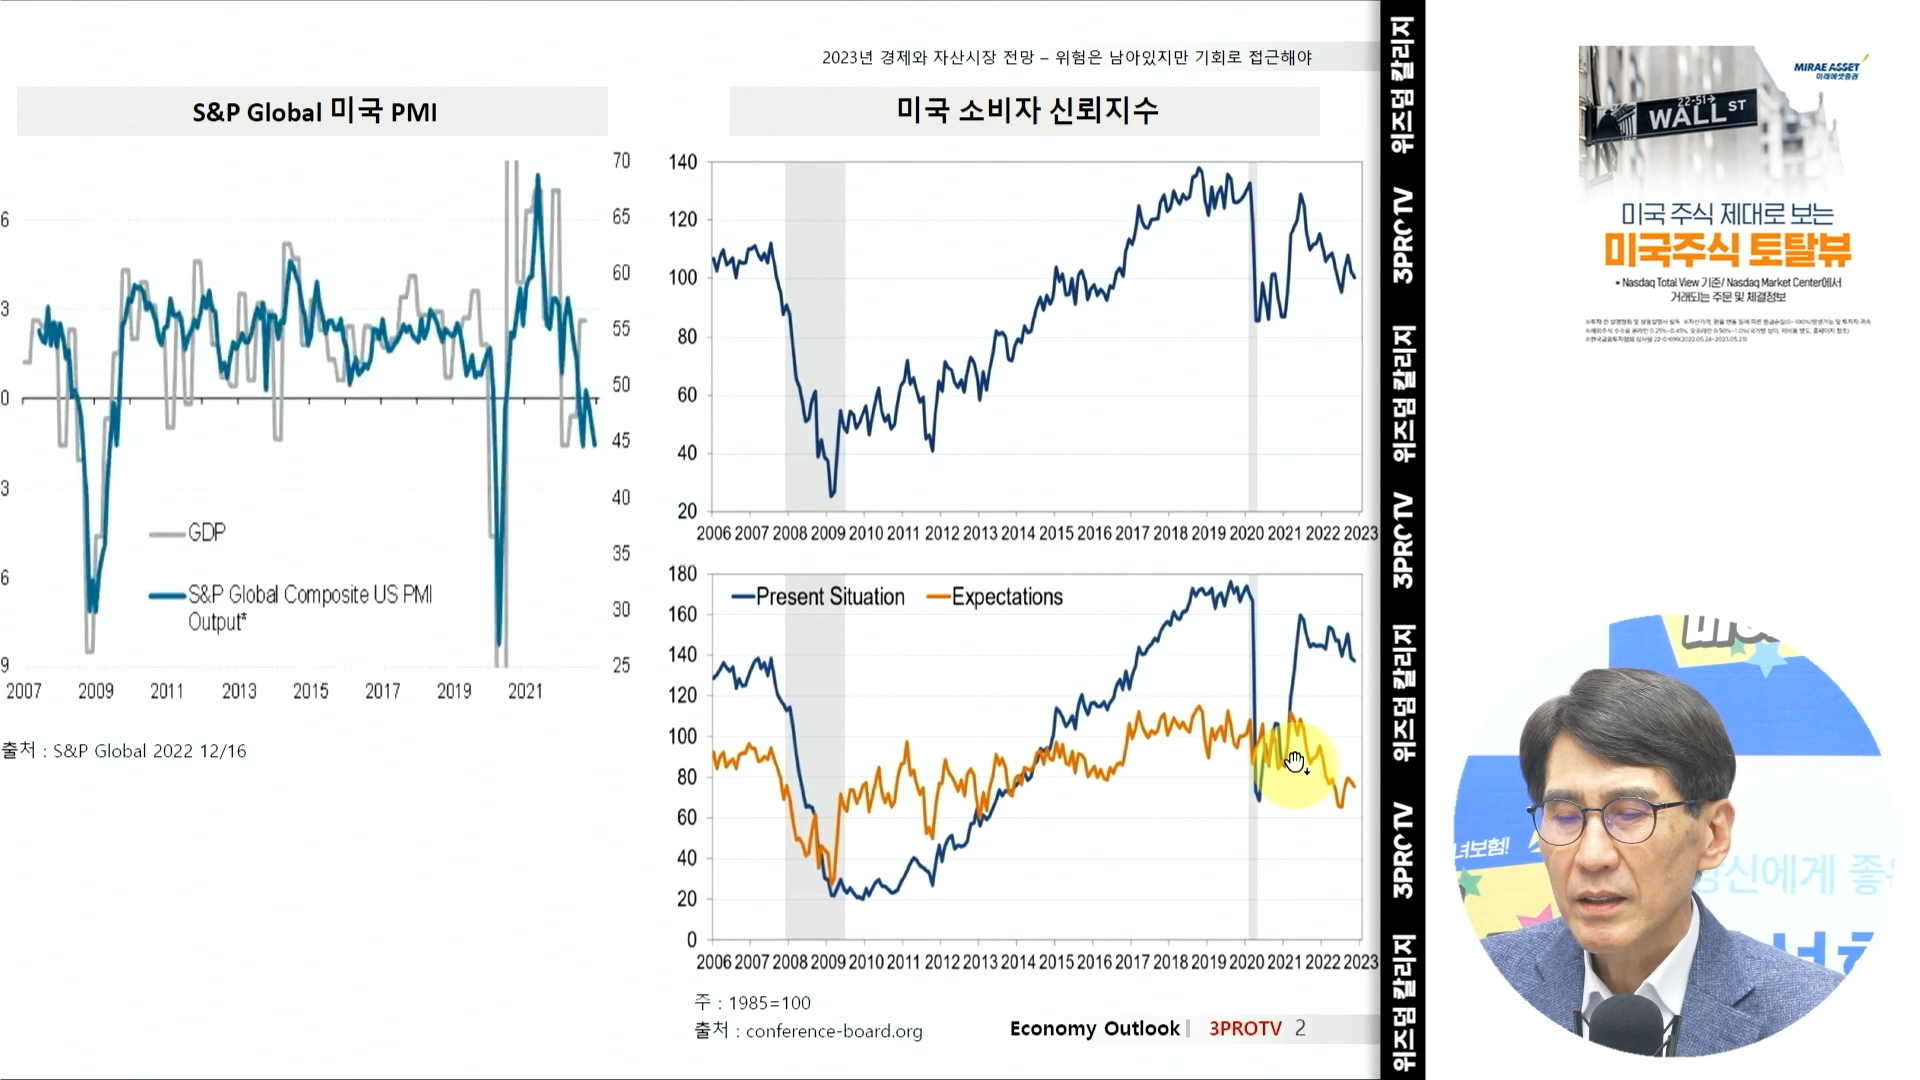 2023년 경제와 자산시장 전망 – 위험은 남아있지만 기회로 접근해야
S&P Global 미국 PMI
70
65
60
55
50
45
40
35
30
25
6
3
0
3
6
9
GDP
S&P Global Composite US PMI
Output*
2007 2009 2011 2013 2015 2017 2019 2021
출처 : S&P Global 2022 12/16
미국 소비자 신뢰지수
140
120
100
80
60
40
20
2006 2007 2008 2009 2010 2011 2012 2013 2014 2015 2016 2017 2018 2019 2020 2021 2022 2023
180
160
140
120
100
80
60
40
20
0
Present Situation Expectations
2006 2007 2008 2009 2010 2011 2012 2013 2014 2015 2016 2017 2018 2019 2020 2021 2022 2023
주 : 1985=100
출처 : conference-board.org
Economy Outlook | 3PROTV 2
위즈덤 칼리지
3PROTV
위즈덤 칼리지
3PROTV
위즈덤 칼리지
3PROTV
위즈덤 칼리지
MIRAE ASSET
미래에셋증권
22-51→
WALL ST
미국 주식 제대로 보는
미국주식 토탈뷰
* Nasdaq Total View 기준/ Nasdaq Market Center에서
거래되는 주문 및 체결정보
녀보험!
당신에게 좋